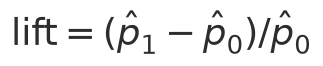 lift = (p̂₁ − p̂₀)/p̂₀